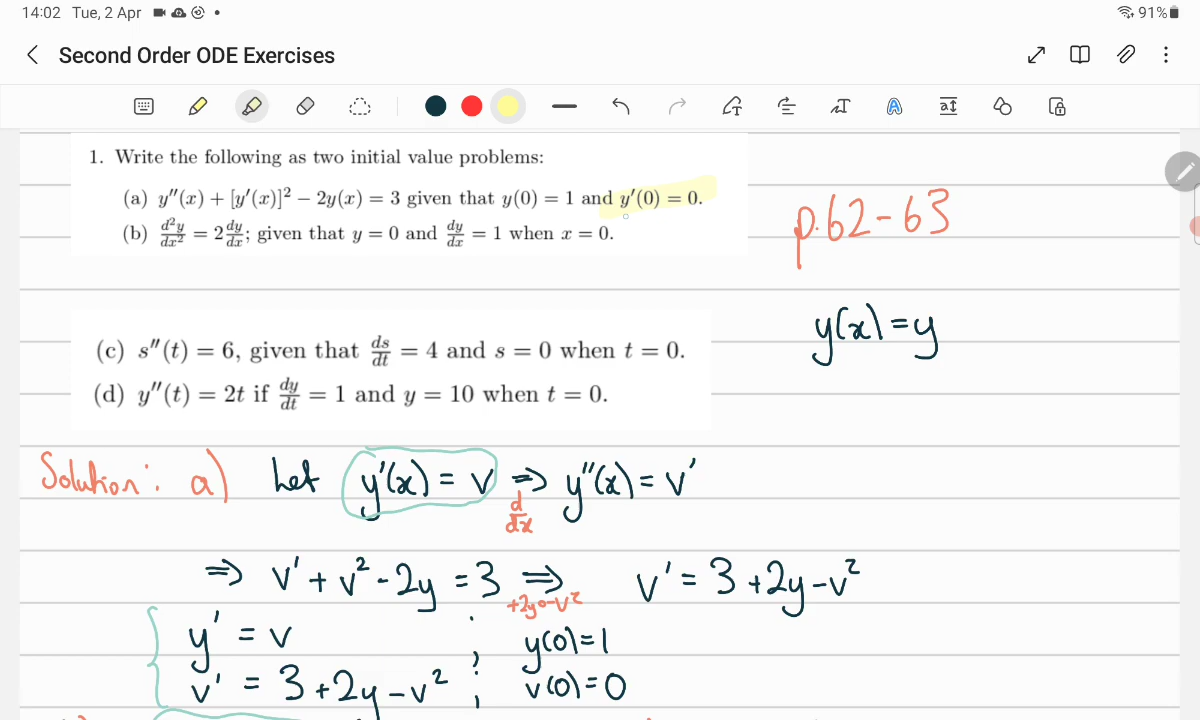 14:02 Tue, 2 Apr 91%
Second Order ODE Exercises
1. Write the following as two initial value problems:
(a) y″(x) + [y′(x)]² − 2y(x) = 3 given that y(0) = 1 and y′(0) = 0.
(b) d²y/dx² = 2 dy/dx; given that y = 0 and dy/dx = 1 when x = 0.
p.62-63
y(x) = y
(c) s″(t) = 6, given that ds/dt = 4 and s = 0 when t = 0.
(d) y″(t) = 2t if dy/dt = 1 and y = 10 when t = 0.
Solution: a) Let y'(x) = v ⇒ y''(x) = v'
d/dx
⇒ v' + v² - 2y = 3 ⇒ v' = 3 + 2y - v²
+2y-v²
y' = v ; y(0) = 1
v' = 3 + 2y - v² ; v(0) = 0